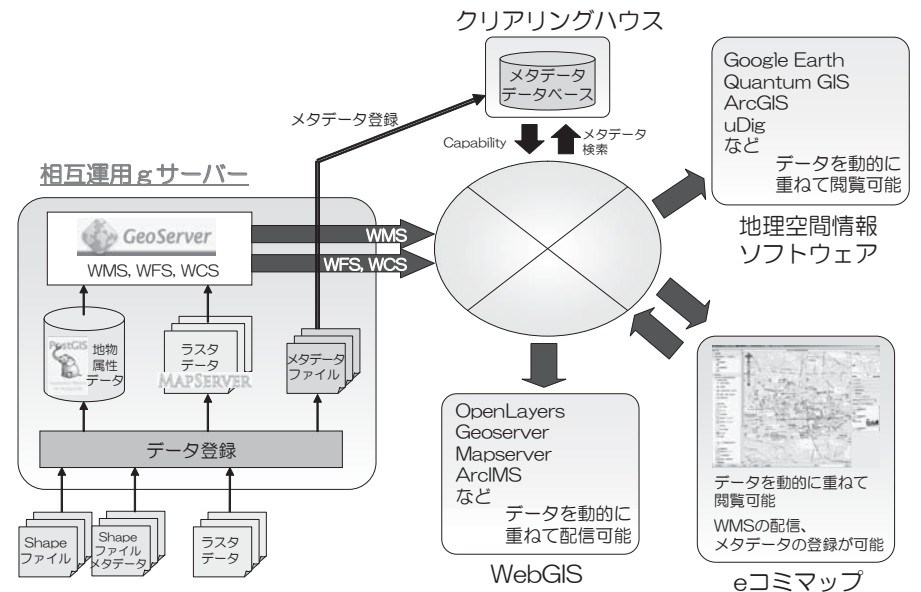 クリアリングハウス
メタデータ
データベース
メタデータ登録
Capability
メタデータ
検索
Google Earth
Quantum GIS
ArcGIS
uDig
など
データを動的に
重ねて閲覧可能
地理空間情報
ソフトウェア
相互運用gサーバー
GeoServer
WMS, WFS, WCS
WMS
WFS, WCS
PostGIS
地物
属性
データ
ラスタ
データ
MAPSERVER
メタデータ
ファイル
データ登録
Shape
ファイル
Shape
ファイル
メタデータ
ラスタ
データ
OpenLayers
Geoserver
Mapserver
ArcIMS
など
データを動的に
重ねて配信可能
WebGIS
データを動的に重ねて
閲覧可能
WMSの配信、
メタデータの登録が可能
eコミマップ